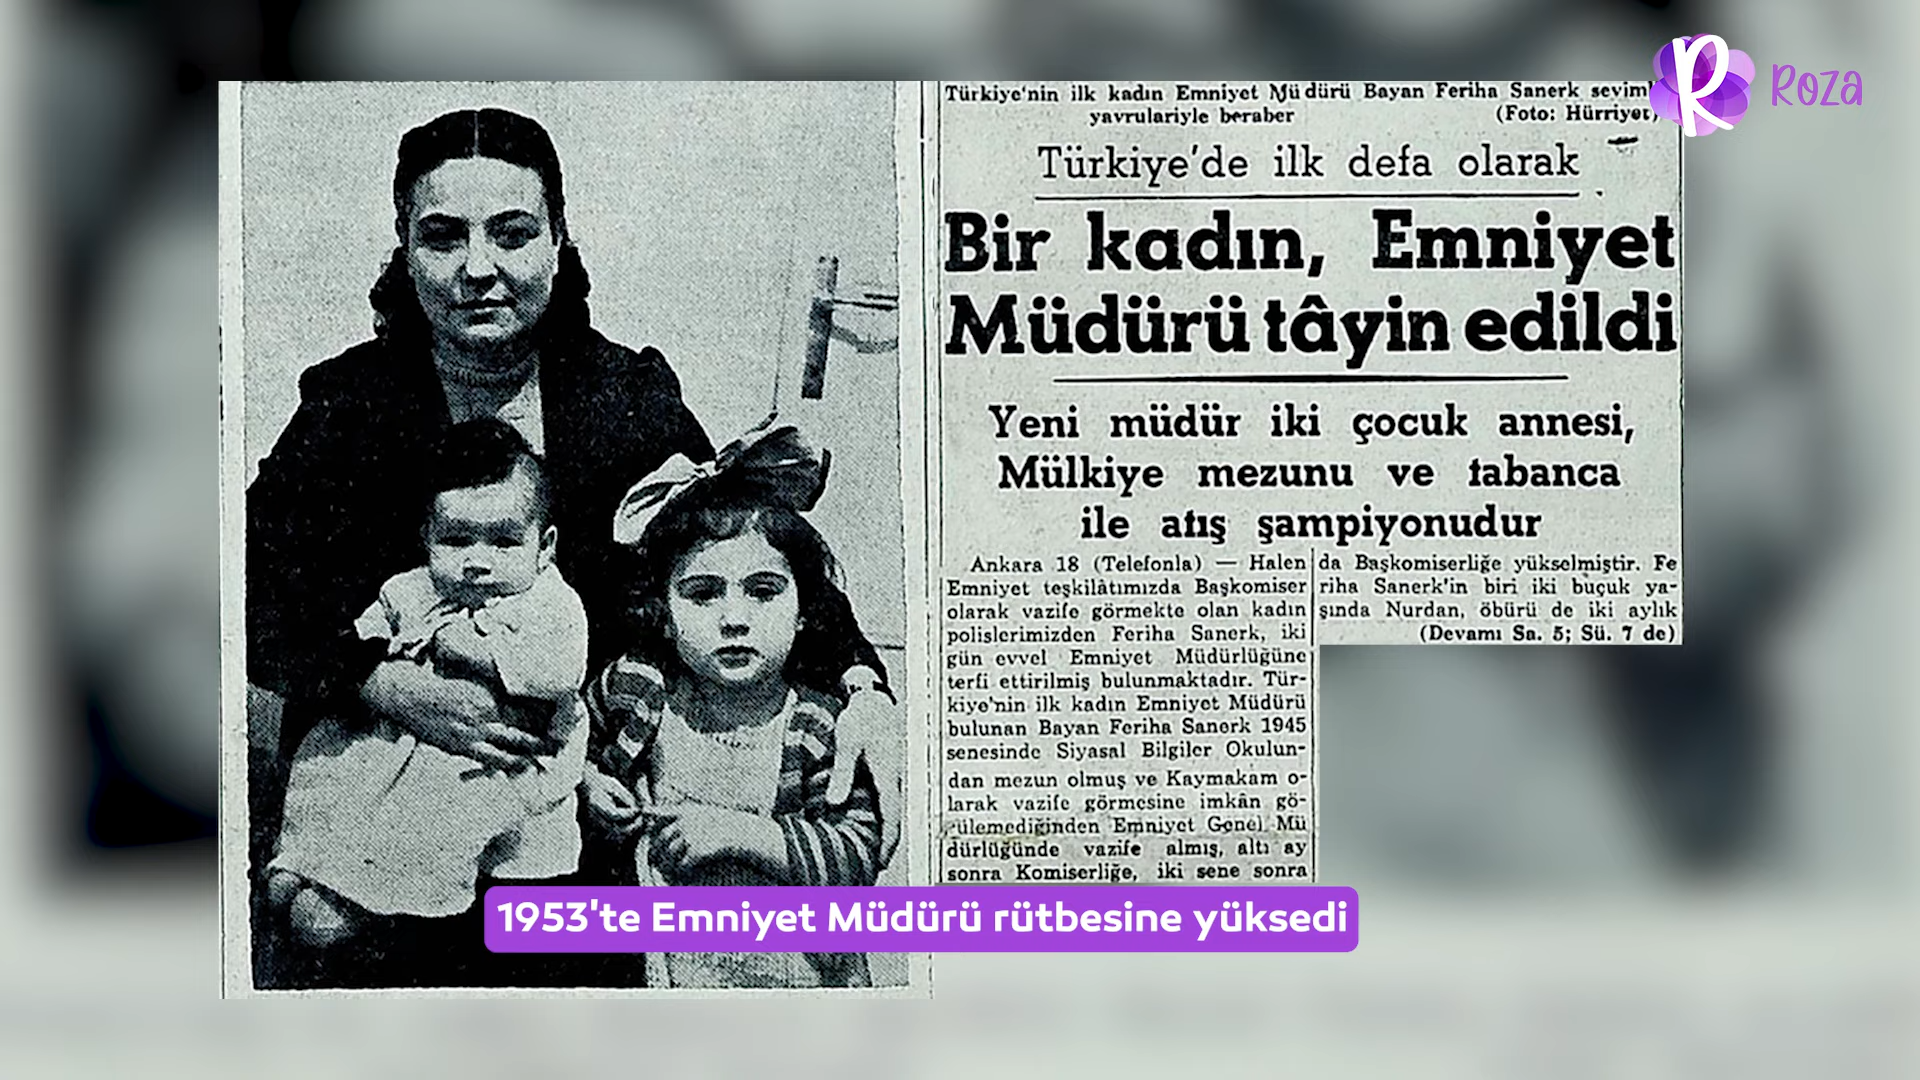 Roza
Türkiye'nin ilk kadın Emniyet Müdürü Bayan Feriha Sanerk
yavrulariyle beraber (Foto: Hürriyet)
Türkiye'de ilk defa olarak
Bir kadın, Emniyet
Müdürü tâyin edildi
Yeni müdür iki çocuk annesi,
Mülkiye mezunu ve tabanca
ile atış şampiyonudur
Ankara 18 (Telefonla) — Halen
Emniyet teşkilâtımızda Başkomiser
olarak vazife görmekte olan kadın
polislerimizden Feriha Sanerk, iki
gün evvel Emniyet Müdürlüğüne
terfi ettirilmiş bulunmaktadır. Tür-
kiye'nin ilk kadın Emniyet Müdürü
bulunan Bayan Feriha Sanerk 1945
senesinde Siyasal Bilgiler Okulun-
dan mezun olmuş ve Kaymakam o-
larak vazife görmesine imkân gö-
rülemediğinden Emniyet Genel Mü
dürlüğünde vazife almış, altı ay
sonra Komiserliğe, iki sene sonra
da Başkomiserliğe yükselmiştir. Fe
riha Sanerk'in biri iki buçuk ya-
şında Nurdan, öbürü de iki aylık
(Devamı Sa. 5; Sü. 7 de)
1953'te Emniyet Müdürü rütbesine yüksedi